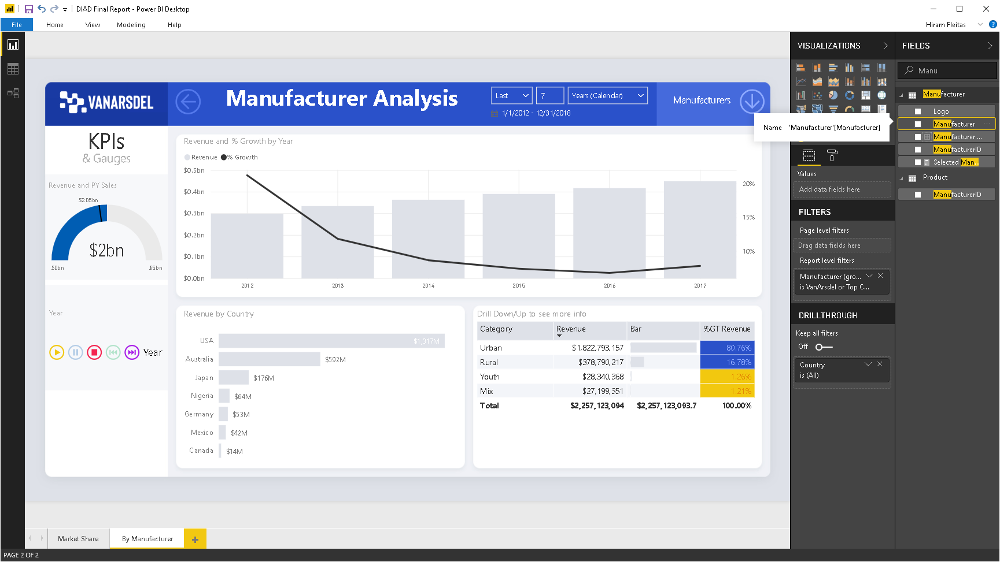 DIAD Final Report - Power BI Desktop
File Home View Modeling Help
Hiram Fleitas
VANARSDEL
Manufacturer Analysis
Last 7 Years (Calendar)
1/1/2012 - 12/31/2018
Manufacturers
KPIs
& Gauges
Revenue and PY Sales
$2.05bn
$2bn
$0bn $5bn
Year
Year
Revenue and % Growth by Year
Revenue % Growth
$0.5bn
$0.4bn
$0.3bn
$0.2bn
$0.1bn
$0.0bn
20%
15%
10%
2012 2013 2014 2015 2016 2017
Revenue by Country
USA $1,317M
Australia $592M
Japan $176M
Nigeria $64M
Germany $53M
Mexico $42M
Canada $14M
Drill Down/Up to see more info
Category Revenue Bar %GT Revenue
Urban $1,822,793,157 80.76%
Rural $378,790,217 16.78%
Youth $28,340,368 1.26%
Mix $27,199,351 1.21%
Total $2,257,123,094 $2,257,123,093.7 100.00%
VISUALIZATIONS
Name 'Manufacturer'[Manufacturer]
Values
Add data fields here
FILTERS
Page level filters
Drag data fields here
Report level filters
Manufacturer (gro...
is VanArsdel or Top C...
DRILLTHROUGH
Keep all filters
Off
Country
is (All)
FIELDS
Manu
Manufacturer
Logo
Manufacturer
Manufacturer ...
ManufacturerID
Selected Man...
Product
ManufacturerID
Market Share By Manufacturer
PAGE 2 OF 2